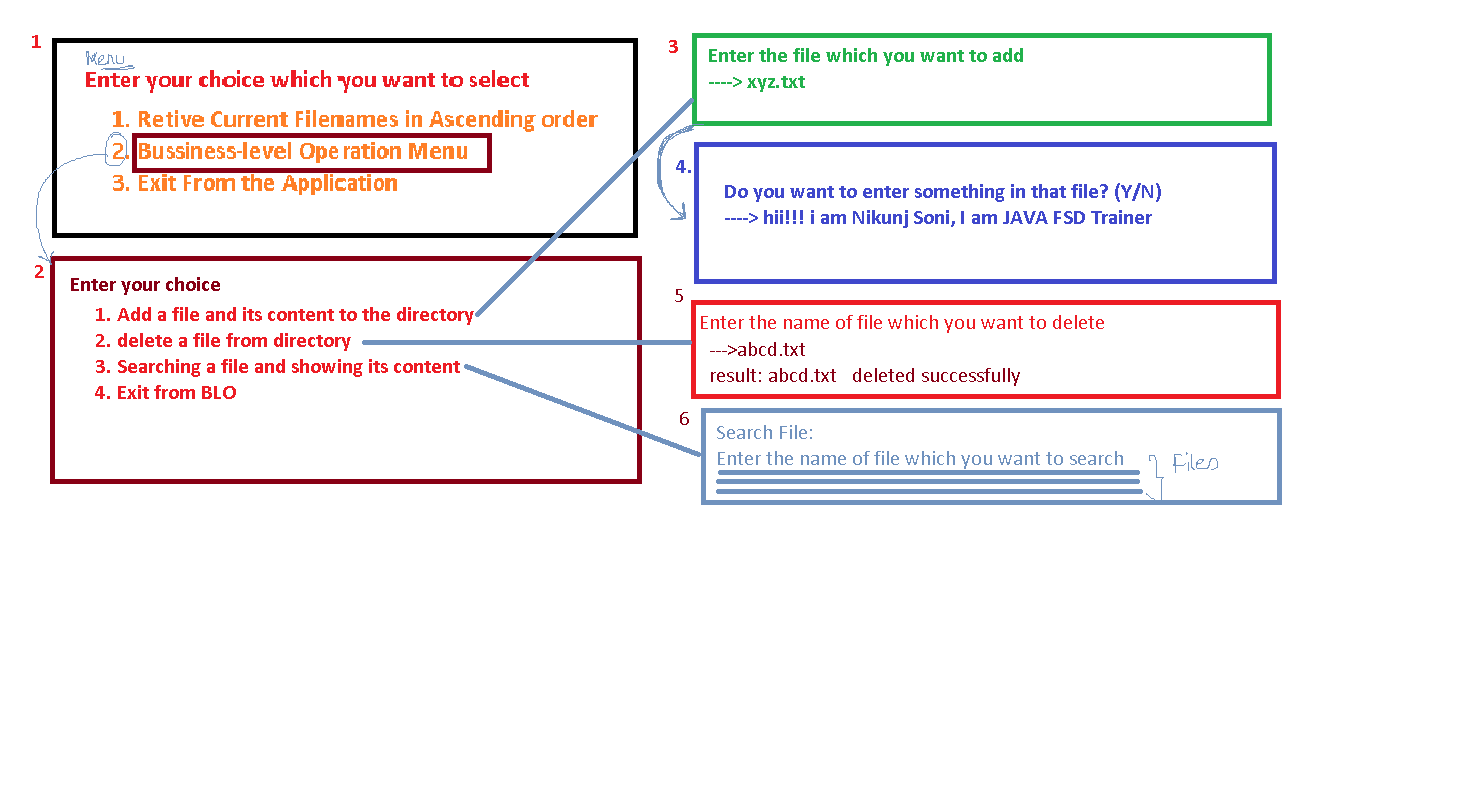 1
Menu
Enter your choice which you want to select
1. Retive Current Filenames in Ascending order
2. Bussiness-level Operation Menu
3. Exit From the Application
2
Enter your choice
1. Add a file and its content to the directory
2. delete a file from directory
3. Searching a file and showing its content
4. Exit from BLO
3
Enter the file which you want to add
----> xyz.txt
4.
Do you want to enter something in that file? (Y/N)
----> hii!!! i am Nikunj Soni, I am JAVA FSD Trainer
5
Enter the name of file which you want to delete
--->abcd.txt
result: abcd.txt deleted successfully
6
Search File:
Enter the name of file which you want to search
Files